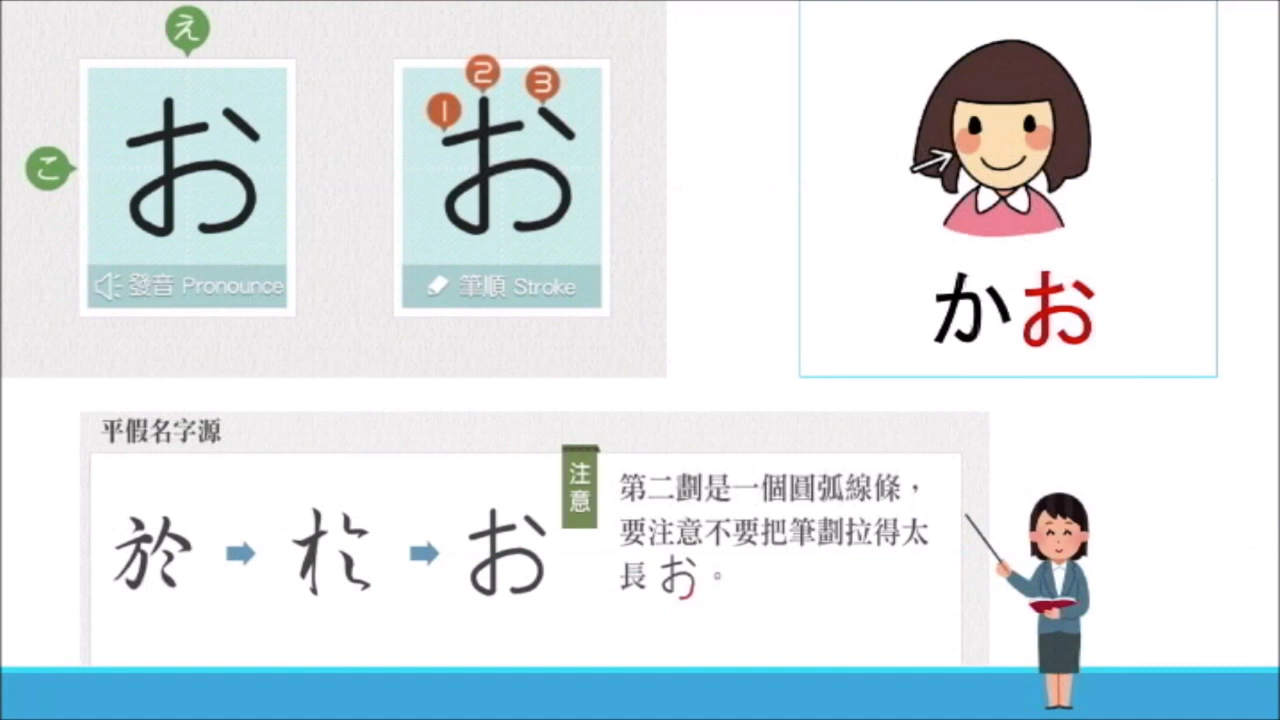 え
こ
お
發音 Pronounce
1 2 3
お
筆順 Stroke
かお
平假名字源
於
お
注意
第二劃是一個圓弧線條，
要注意不要把筆劃拉得太
長 お 。